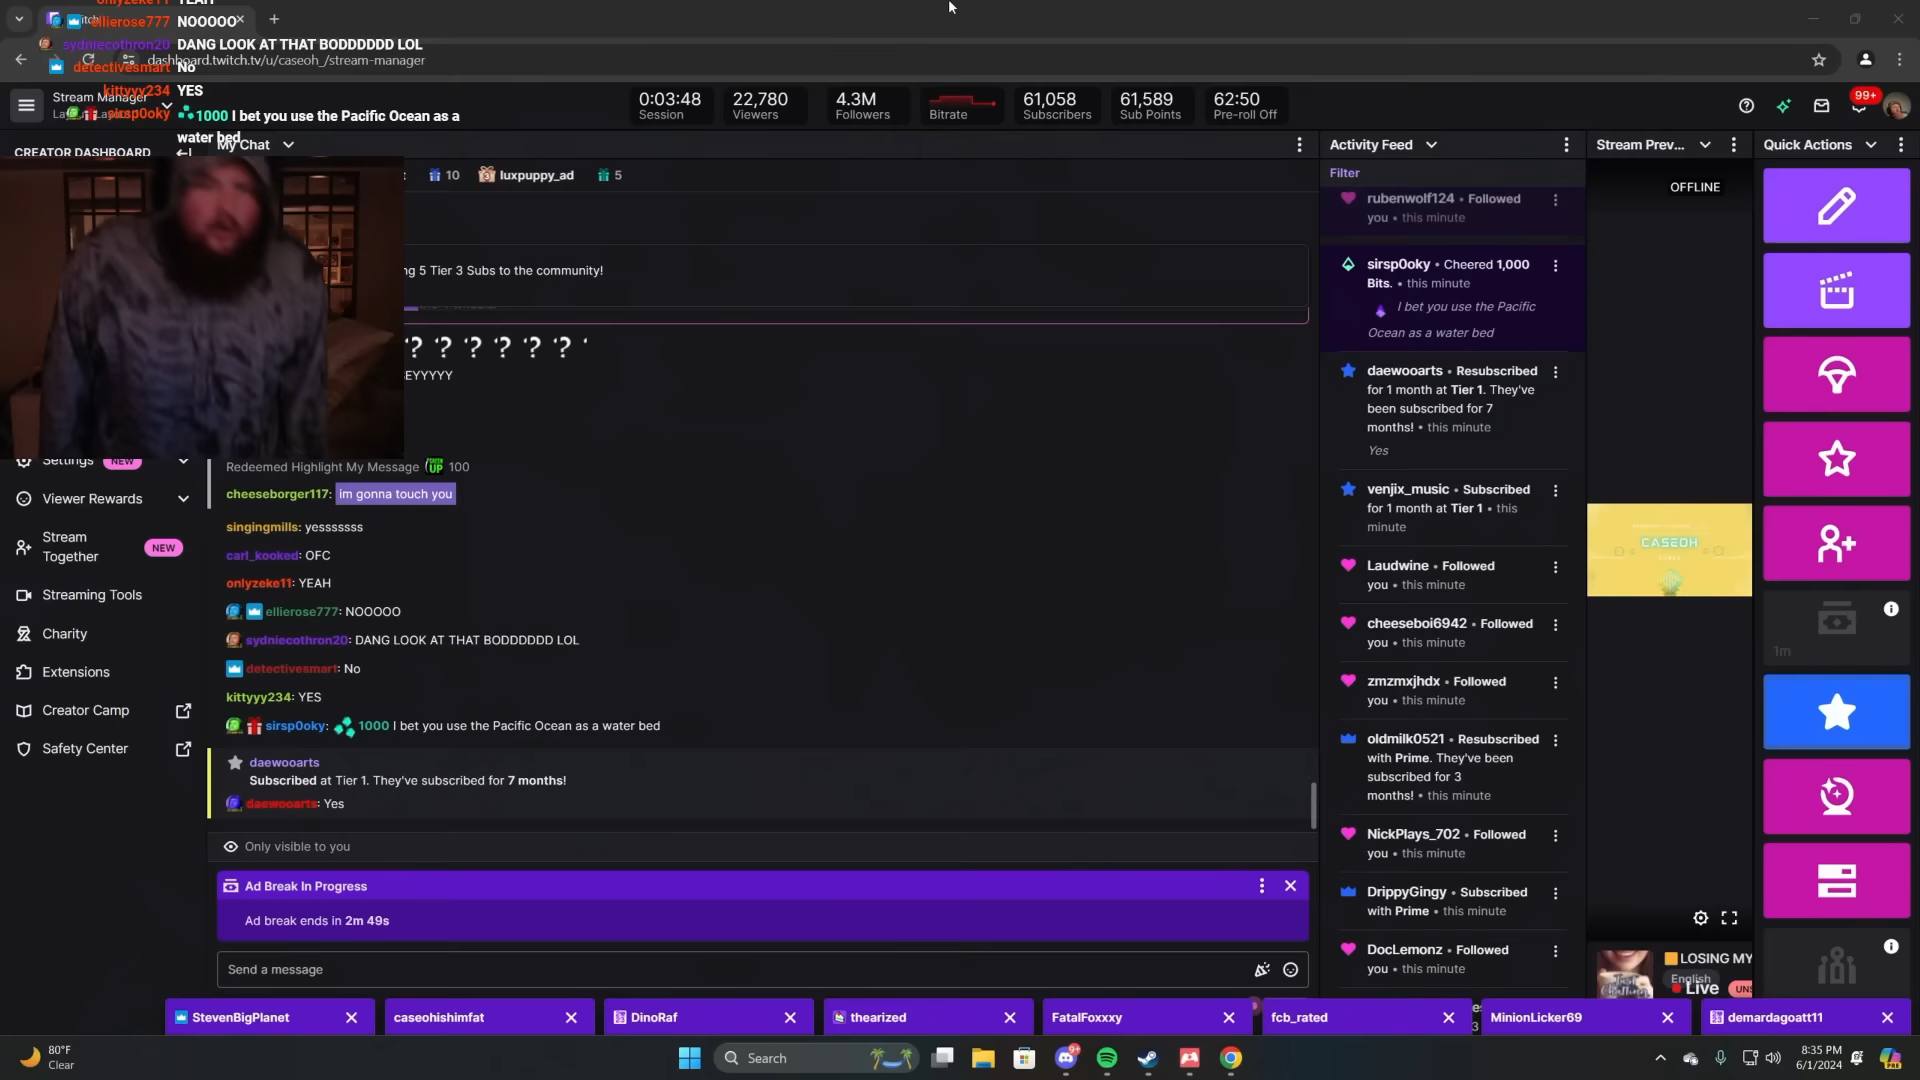 YEAH
ellierose777 NOOOOO
sydniecothron20 DANG LOOK AT THAT BODDDDDD LOL
detectivesmart No
kittyyy234 YES
sirsp0oky 1000 I bet you use the Pacific Ocean as a
water bed
dashboard.twitch.tv/u/caseoh_/stream-manager
Stream Manager
0:03:48
Session
22,780
Viewers
4.3M
Followers
Bitrate
61,058
Subscribers
61,589
Sub Points
62:50
Pre-roll Off
99+
CREATOR DASHBOARD
Settings NEW
Viewer Rewards
Stream
Together
NEW
Streaming Tools
Charity
Extensions
Creator Camp
Safety Center
My Chat
10
luxpuppy_ad
5
ng 5 Tier 3 Subs to the community!
? ? ? ? ? ?
EYYYYY
Redeemed Highlight My Message 100
cheeseborger117: im gonna touch you
singingmills: yesssssss
carl_kooked: OFC
onlyzeke11: YEAH
ellierose777: NOOOOO
sydniecothron20: DANG LOOK AT THAT BODDDDDD LOL
detectivesmart: No
kittyyy234: YES
sirsp0oky: 1000 I bet you use the Pacific Ocean as a water bed
daewooarts
Subscribed at Tier 1. They've subscribed for 7 months!
daewooarts: Yes
Only visible to you
Ad Break In Progress
Ad break ends in 2m 49s
Send a message
Activity Feed
Filter
rubenwolf124 • Followed
you • this minute
sirsp0oky • Cheered 1,000
Bits. • this minute
I bet you use the Pacific
Ocean as a water bed
daewooarts • Resubscribed
for 1 month at Tier 1. They've
been subscribed for 7
months! • this minute
Yes
venjix_music • Subscribed
for 1 month at Tier 1 • this
minute
Laudwine • Followed
you • this minute
cheeseboi6942 • Followed
you • this minute
zmzmxjhdx • Followed
you • this minute
oldmilk0521 • Resubscribed
with Prime. They've been
subscribed for 3
months! • this minute
NickPlays_702 • Followed
you • this minute
DrippyGingy • Subscribed
with Prime • this minute
DocLemonz • Followed
you • this minute
Stream Prev...
OFFLINE
CASEOH
LOSING MY
English
Live
Quick Actions
1m
StevenBigPlanet
caseohishimfat
DinoRaf
thearized
FatalFoxxxy
fcb_rated
MinionLicker69
demardagoatt11
80°F
Clear
Search
9+
8:35 PM
6/1/2024